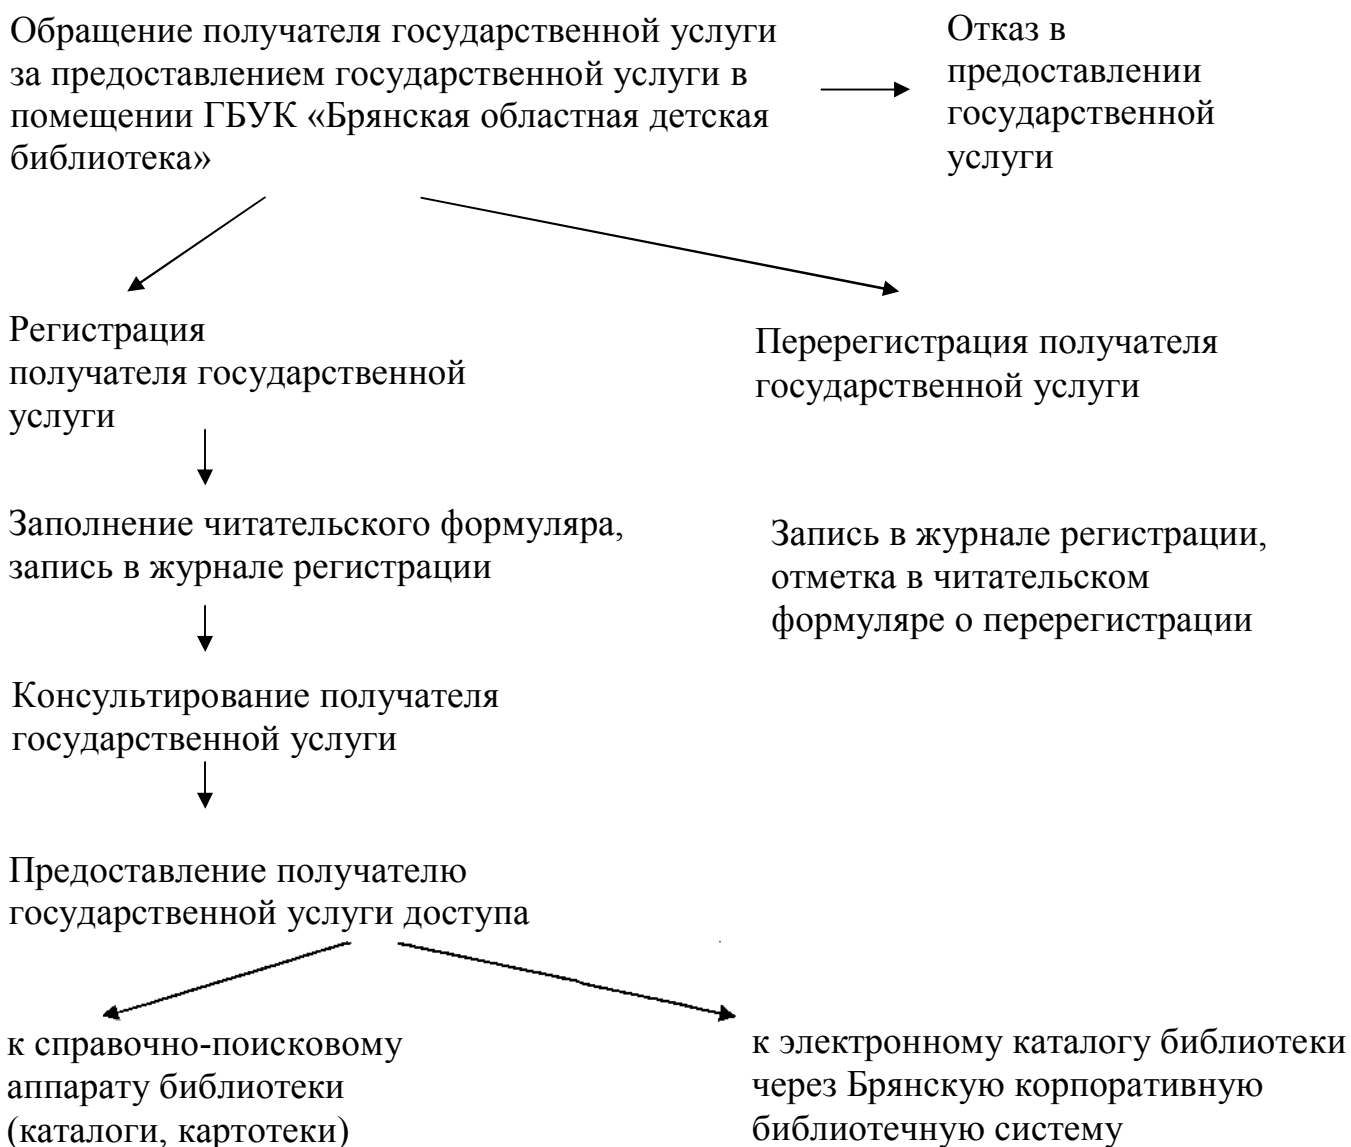 Обращение получателя государственной услуги
за предоставлением государственной услуги в
помещении ГБУК «Брянская областная детская
библиотека»
Отказ в
предоставлении
государственной
услуги
Регистрация
получателя государственной
услуги
Перерегистрация получателя
государственной услуги
Заполнение читательского формуляра,
запись в журнале регистрации
Запись в журнале регистрации,
отметка в читательском
формуляре о перерегистрации
Консультирование получателя
государственной услуги
Предоставление получателю
государственной услуги доступа
к справочно-поисковому
аппарату библиотеки
(каталоги, картотеки)
к электронному каталогу библиотеки
через Брянскую корпоративную
библиотечную систему